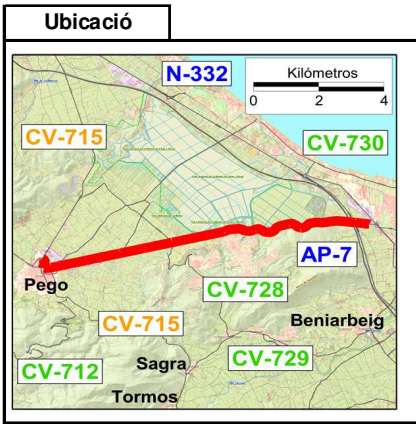 Ubicació
N-332
Kilómetros
0 2 4
CV-715
CV-730
AP-7
Pego
CV-728
CV-715
Beniarbeig
Sagra
CV-729
CV-712
Tormos